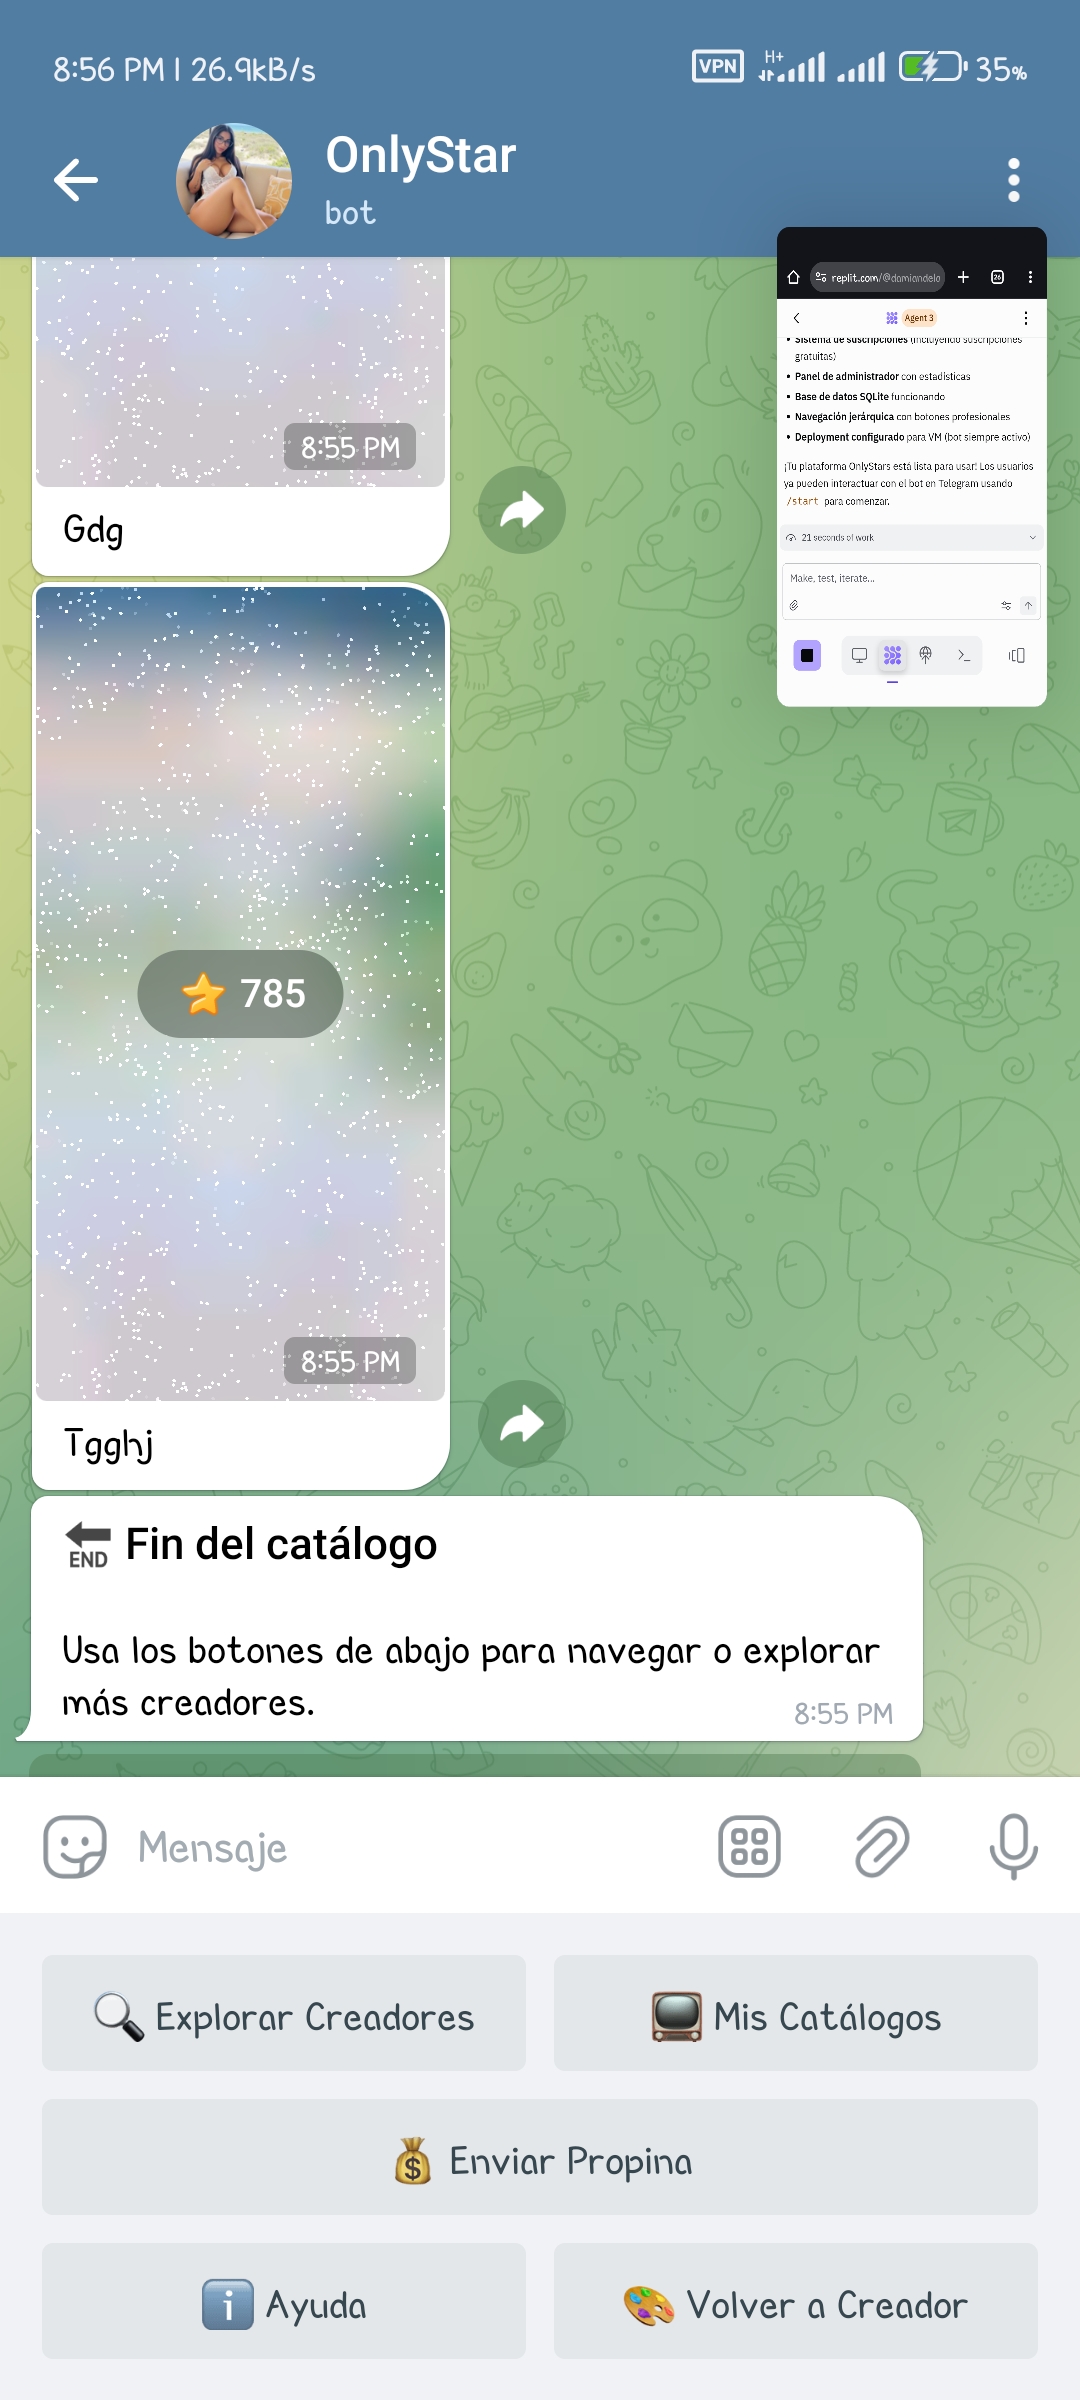 8:56 PM | 26.9kB/s
VPN
H+
35%
OnlyStar
bot
replit.com/@damiandelo
26
Agent 3
• Sistema de suscripciones (incluyendo suscripciones
gratuitas)
• Panel de administrador con estadísticas
• Base de datos SQLite funcionando
• Navegación jerárquica con botones profesionales
• Deployment configurado para VM (bot siempre activo)
¡Tu plataforma OnlyStars está lista para usar! Los usuarios
ya pueden interactuar con el bot en Telegram usando
/start para comenzar.
21 seconds of work
Make, test, iterate...
8:55 PM
Gdg
785
8:55 PM
Tgghj
END Fin del catálogo
Usa los botones de abajo para navegar o explorar
más creadores.
8:55 PM
Mensaje
Explorar Creadores
Mis Catálogos
Enviar Propina
Ayuda
Volver a Creador